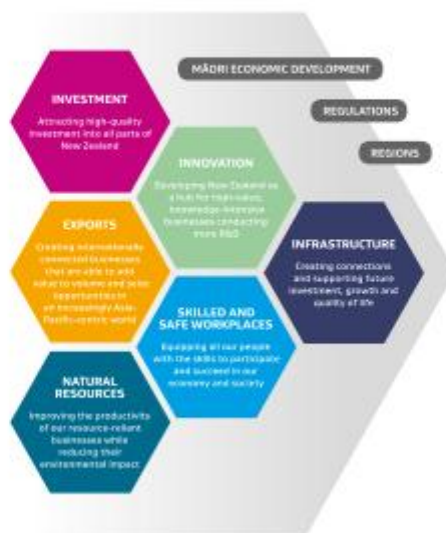 MĀORI ECONOMIC DEVELOPMENT
REGULATIONS
REGIONS
INVESTMENT
Attracting high-quality
investment into all parts of
New Zealand
INNOVATION
Developing New Zealand as
a hub for high-value,
knowledge-intensive
businesses conducting
more R&D
EXPORTS
Creating internationally
connected businesses
that are able to add
value to volume and seize
opportunities in
an increasingly Asia-
Pacific-centric world
INFRASTRUCTURE
Creating connections
and supporting future
investment, growth and
quality of life
SKILLED AND
SAFE WORKPLACES
Equipping all our people
with the skills to participate
and succeed in our
economy and society
NATURAL
RESOURCES
Improving the productivity
of our resource-reliant
businesses while
reducing their
environmental impact